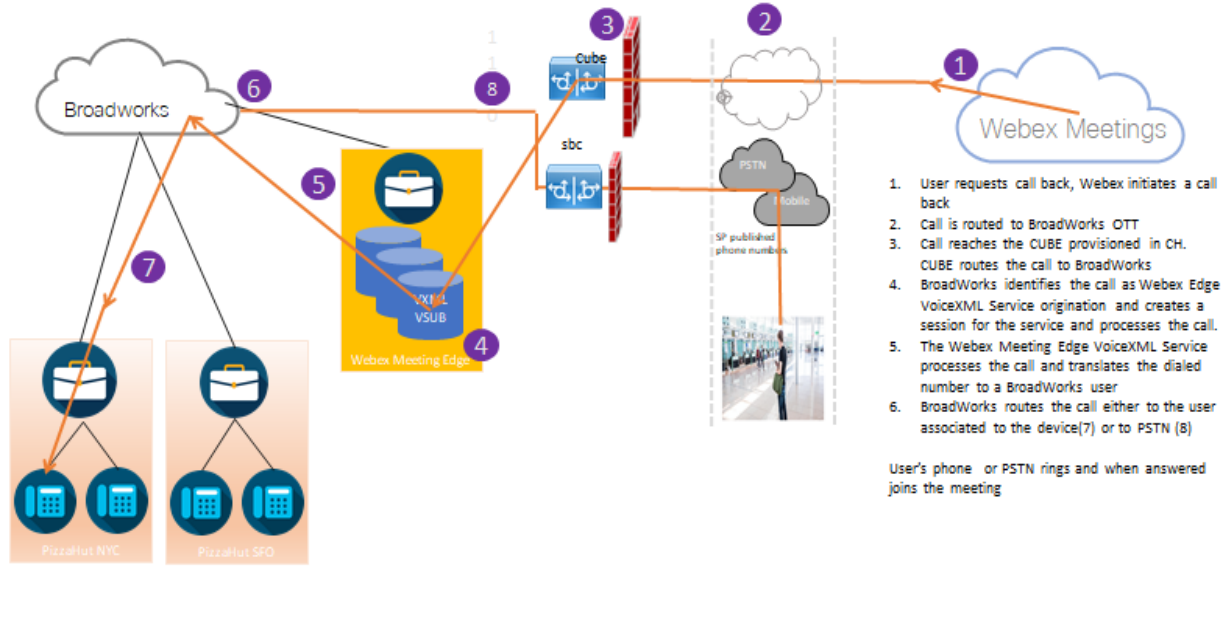 3
2
1
1
1
Cube
6
8
Broadworks
Webex Meetings
sbc
PSTN
Mobile
5
SP published
phone numbers
7
VXML
VSUB
4
Webex Meeting Edge
PizzaHut NYC
PizzaHut SFO
1. User requests call back, Webex initiates a call
back
2. Call is routed to BroadWorks OTT
3. Call reaches the CUBE provisioned in CH.
CUBE routes the call to BroadWorks
4. BroadWorks identifies the call as Webex Edge
VoiceXML Service origination and creates a
session for the service and processes the call.
5. The Webex Meeting Edge VoiceXML Service
processes the call and translates the dialed
number to a BroadWorks user
6. BroadWorks routes the call either to the user
associated to the device(7) or to PSTN (8)
User's phone or PSTN rings and when answered
joins the meeting